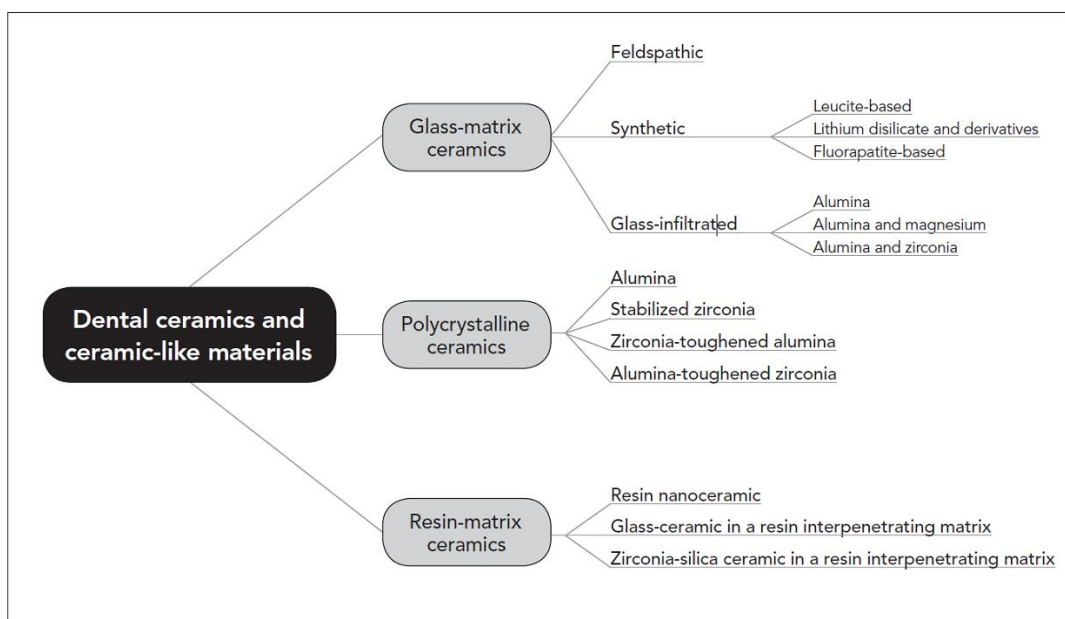 Dental ceramics and
ceramic-like materials
Glass-matrix
ceramics
Feldspathic
Synthetic
Leucite-based
Lithium disilicate and derivatives
Fluorapatite-based
Glass-infiltrated
Alumina
Alumina and magnesium
Alumina and zirconia
Polycrystalline
ceramics
Alumina
Stabilized zirconia
Zirconia-toughened alumina
Alumina-toughened zirconia
Resin-matrix
ceramics
Resin nanoceramic
Glass-ceramic in a resin interpenetrating matrix
Zirconia-silica ceramic in a resin interpenetrating matrix